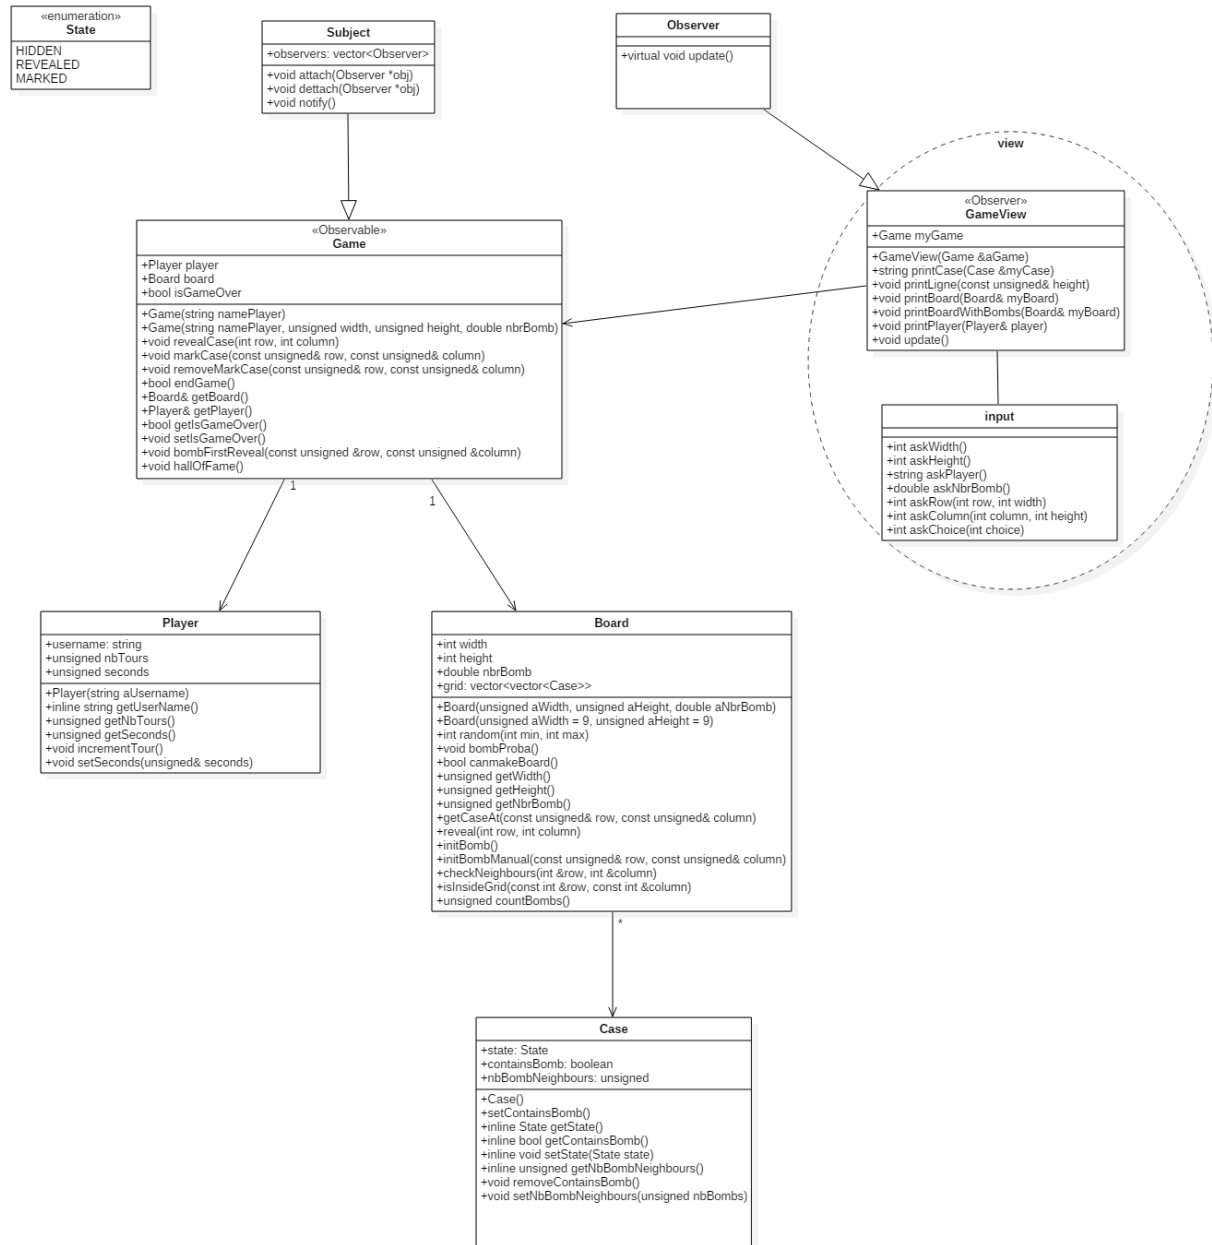 «enumeration»
State
HIDDEN
REVEALED
MARKED
Subject
+observers: vector<Observer>
+void attach(Observer *obj)
+void dettach(Observer *obj)
+void notify()
Observer
+virtual void update()
view
«Observer»
GameView
+Game myGame
+GameView(Game &aGame)
+string printCase(Case &myCase)
+void printLigne(const unsigned& height)
+void printBoard(Board& myBoard)
+void printBoardWithBombs(Board& myBoard)
+void printPlayer(Player& player)
+void update()
«Observable»
Game
+Player player
+Board board
+bool isGameOver
+Game(string namePlayer)
+Game(string namePlayer, unsigned width, unsigned height, double nbrBomb)
+void revealCase(int row, int column)
+void markCase(const unsigned& row, const unsigned& column)
+void removeMarkCase(const unsigned& row, const unsigned& column)
+bool endGame()
+Board& getBoard()
+Player& getPlayer()
+bool getIsGameOver()
+void setIsGameOver()
+void bombFirstReveal(const unsigned &row, const unsigned &column)
+void hallOfFame()
input
+int askWidth()
+int askHeight()
+string askPlayer()
+double askNbrBomb()
+int askRow(int row, int width)
+int askColumn(int column, int height)
+int askChoice(int choice)
1
1
Player
+username: string
+unsigned nbTours
+unsigned seconds
+Player(string aUsername)
+inline string getUserName()
+unsigned getNbTours()
+unsigned getSeconds()
+void incrementTour()
+void setSeconds(unsigned& seconds)
Board
+int width
+int height
+double nbrBomb
+grid: vector<vector<Case>>
+Board(unsigned aWidth, unsigned aHeight, double aNbrBomb)
+Board(unsigned aWidth = 9, unsigned aHeight = 9)
+int random(int min, int max)
+void bombProba()
+bool canmakeBoard()
+unsigned getWidth()
+unsigned getHeight()
+unsigned getNbrBomb()
+getCaseAt(const unsigned& row, const unsigned& column)
+reveal(int row, int column)
+initBomb()
+initBombManual(const unsigned& row, const unsigned& column)
+checkNeighbours(int &row, int &column)
+isInsideGrid(const int &row, const int &column)
+unsigned countBombs()
*
Case
+state: State
+containsBomb: boolean
+nbBombNeighbours: unsigned
+Case()
+setContainsBomb()
+inline State getState()
+inline bool getContainsBomb()
+inline void setState(State state)
+inline unsigned getNbBombNeighbours()
+void removeContainsBomb()
+void setNbBombNeighbours(unsigned nbBombs)